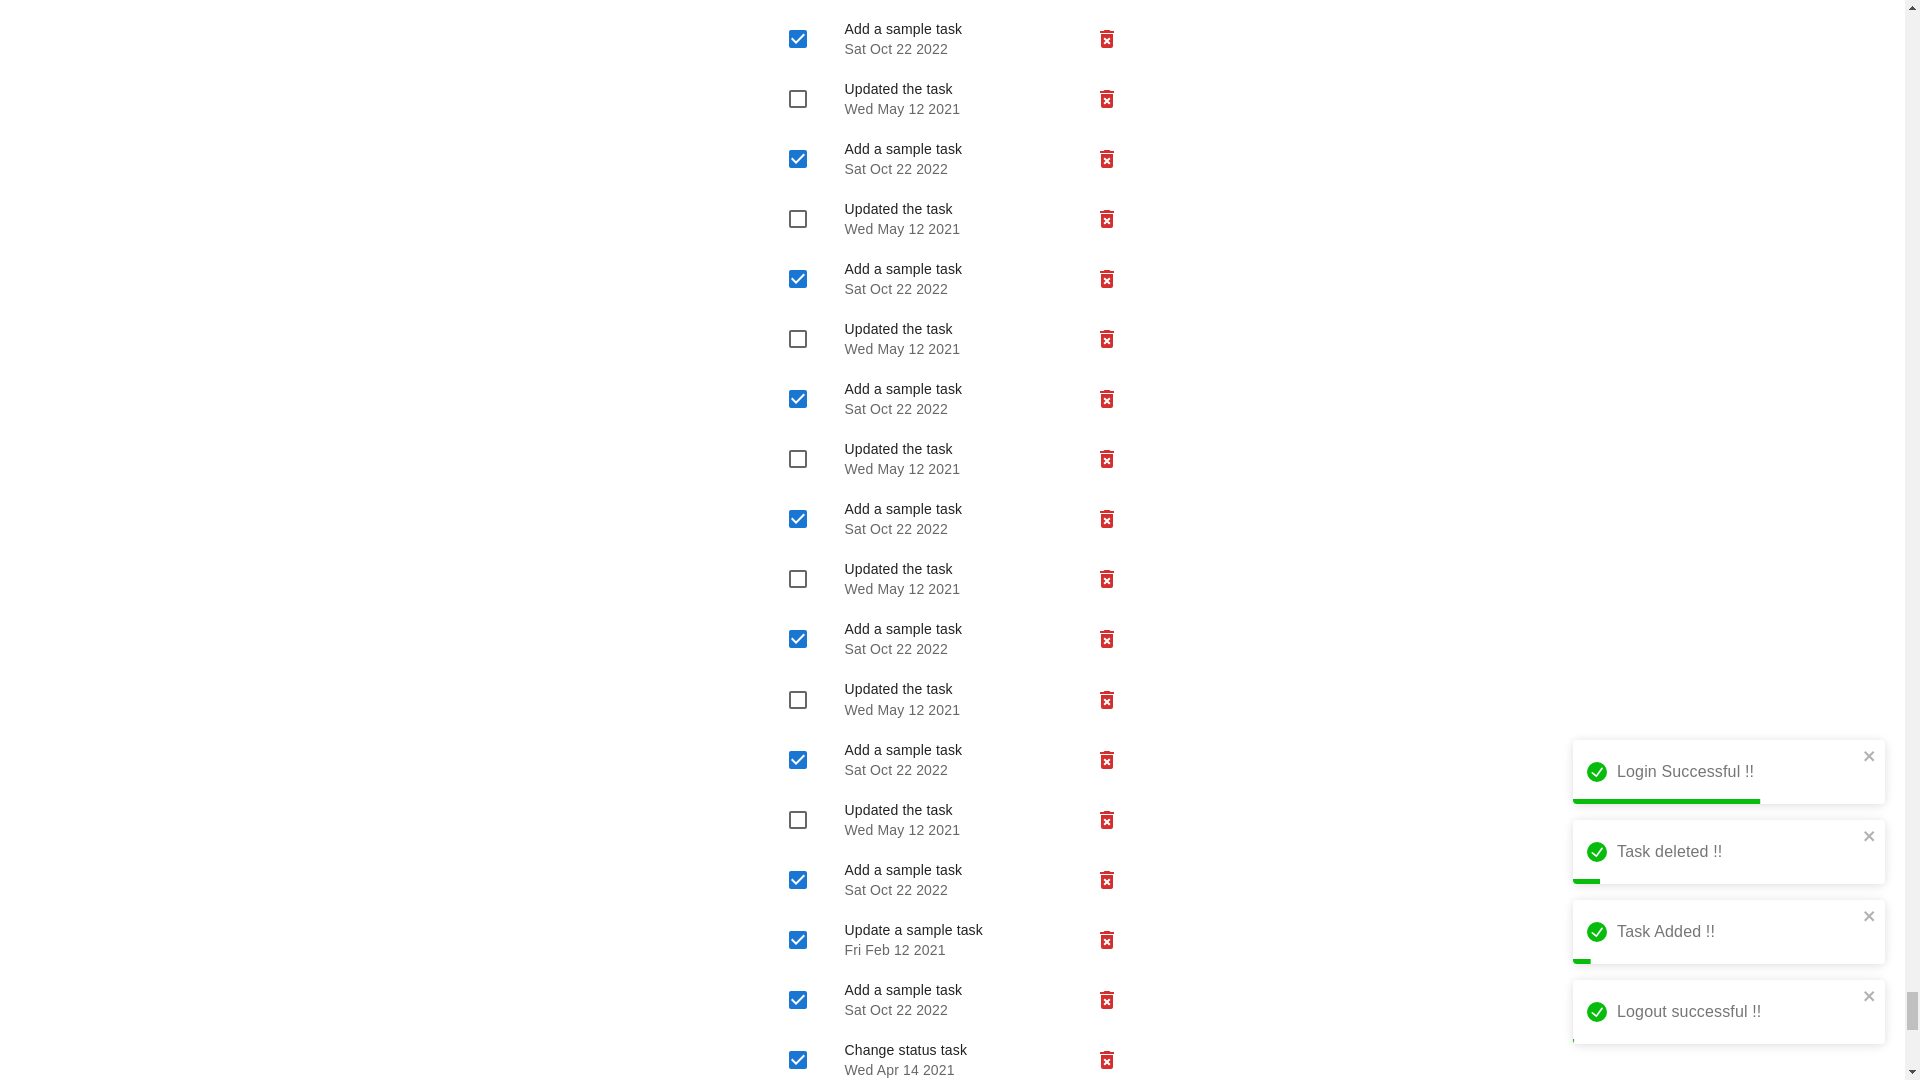 Add a sample task
Sat Oct 22 2022
Updated the task
Wed May 12 2021
Add a sample task
Sat Oct 22 2022
Updated the task
Wed May 12 2021
Add a sample task
Sat Oct 22 2022
Updated the task
Wed May 12 2021
Add a sample task
Sat Oct 22 2022
Updated the task
Wed May 12 2021
Add a sample task
Sat Oct 22 2022
Updated the task
Wed May 12 2021
Add a sample task
Sat Oct 22 2022
Updated the task
Wed May 12 2021
Add a sample task
Sat Oct 22 2022
Updated the task
Wed May 12 2021
Add a sample task
Sat Oct 22 2022
Update a sample task
Fri Feb 12 2021
Add a sample task
Sat Oct 22 2022
Change status task
Wed Apr 14 2021
Login Successful !!
Task deleted !!
Task Added !!
Logout successful !!